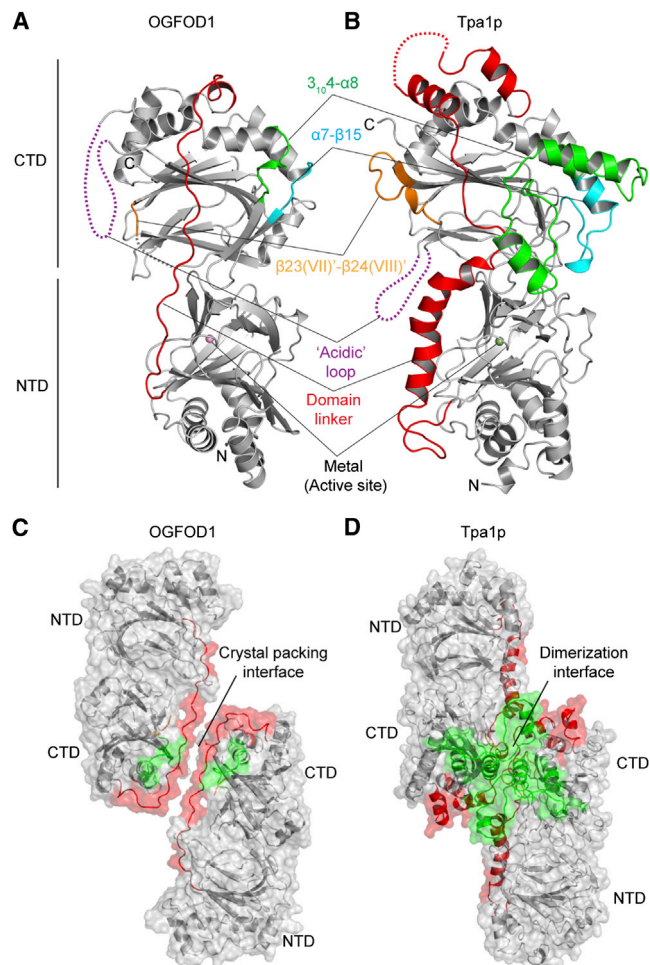 A
OGFOD1
B
Tpa1p
3₁₀4-α8
α7-β15
CTD
C
C
β23(VII)'-β24(VIII)'
'Acidic'
loop
NTD
Domain
linker
N
Metal
(Active site)
N
C
OGFOD1
D
Tpa1p
NTD
NTD
Crystal packing
interface
Dimerization
interface
CTD
CTD
CTD
CTD
NTD
NTD